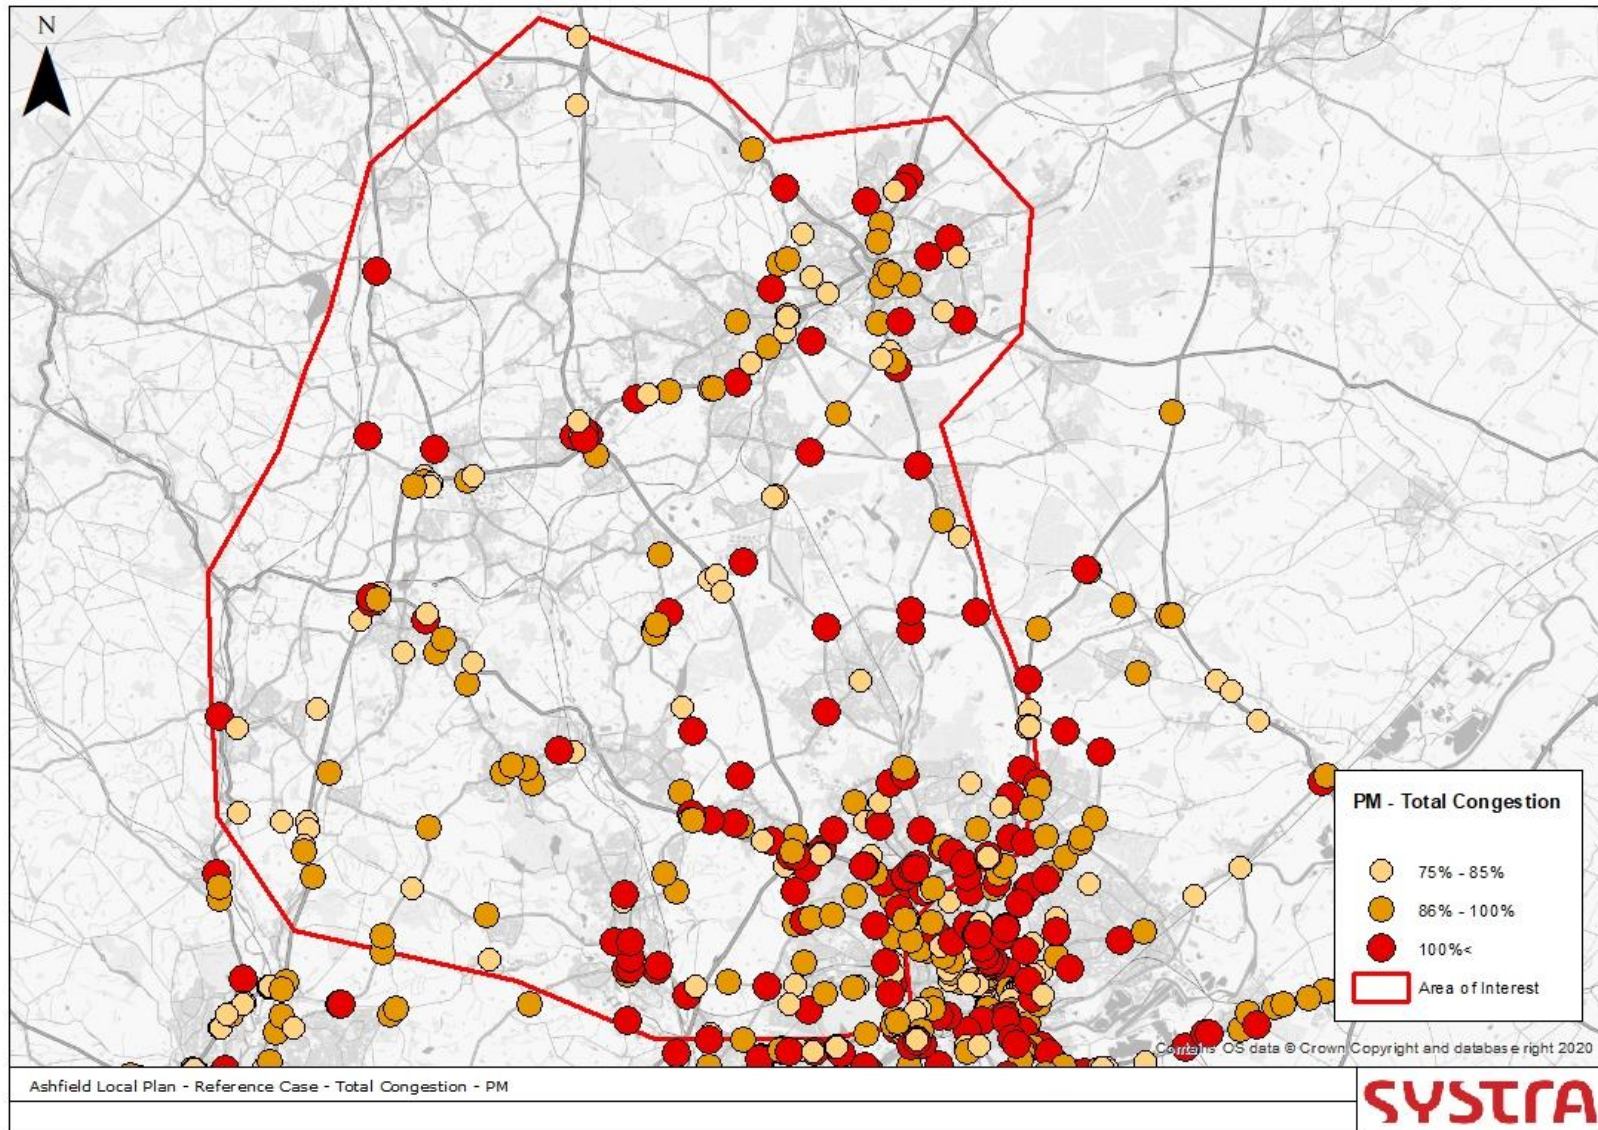 N
PM - Total Congestion
75% - 85%
86% - 100%
100%<
Area of Interest
Contains OS data © Crown Copyright and database right 2020
Ashfield Local Plan - Reference Case - Total Congestion - PM
SYSTRA